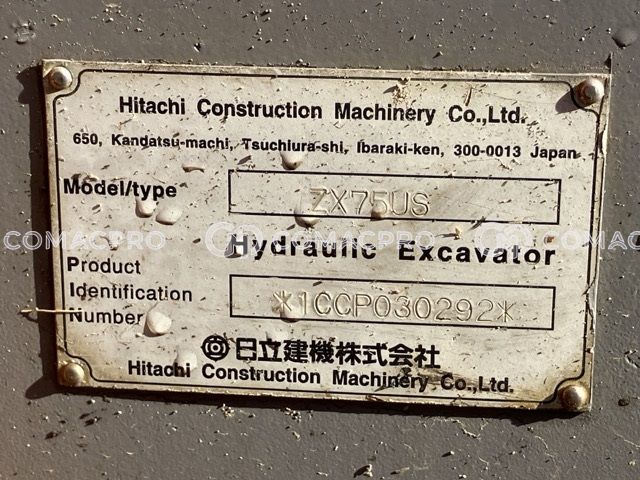 Hitachi Construction Machinery Co.,Ltd.
650, Kandatsu-machi, Tsuchiura-shi, Ibaraki-ken, 300-0013 Japan
Model/type
ZX75US
COMACPRO COMACPRO COMACPRO
Hydraulic Excavator
Product
Identification
Number
*1CCP030292*
日立建機株式会社
Hitachi Construction Machinery Co.,Ltd.